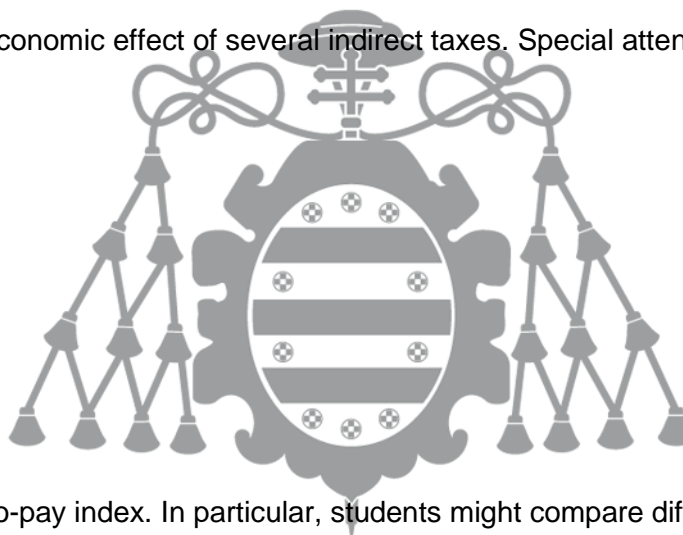 conomic effect of several indirect taxes. Special atten
o-pay index. In particular, students might compare dif